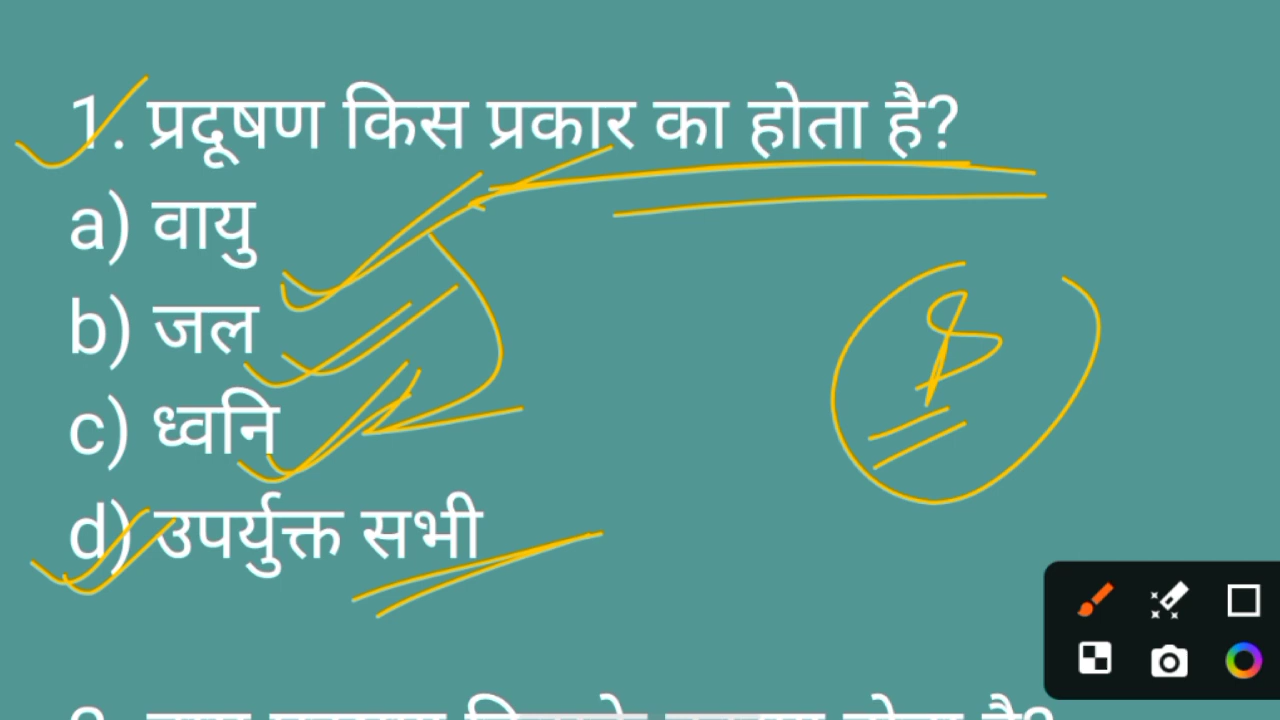 1. प्रदूषण किस प्रकार का होता है?
a) वायु
b) जल
c) ध्वनि
d) उपर्युक्त सभी
होता है?